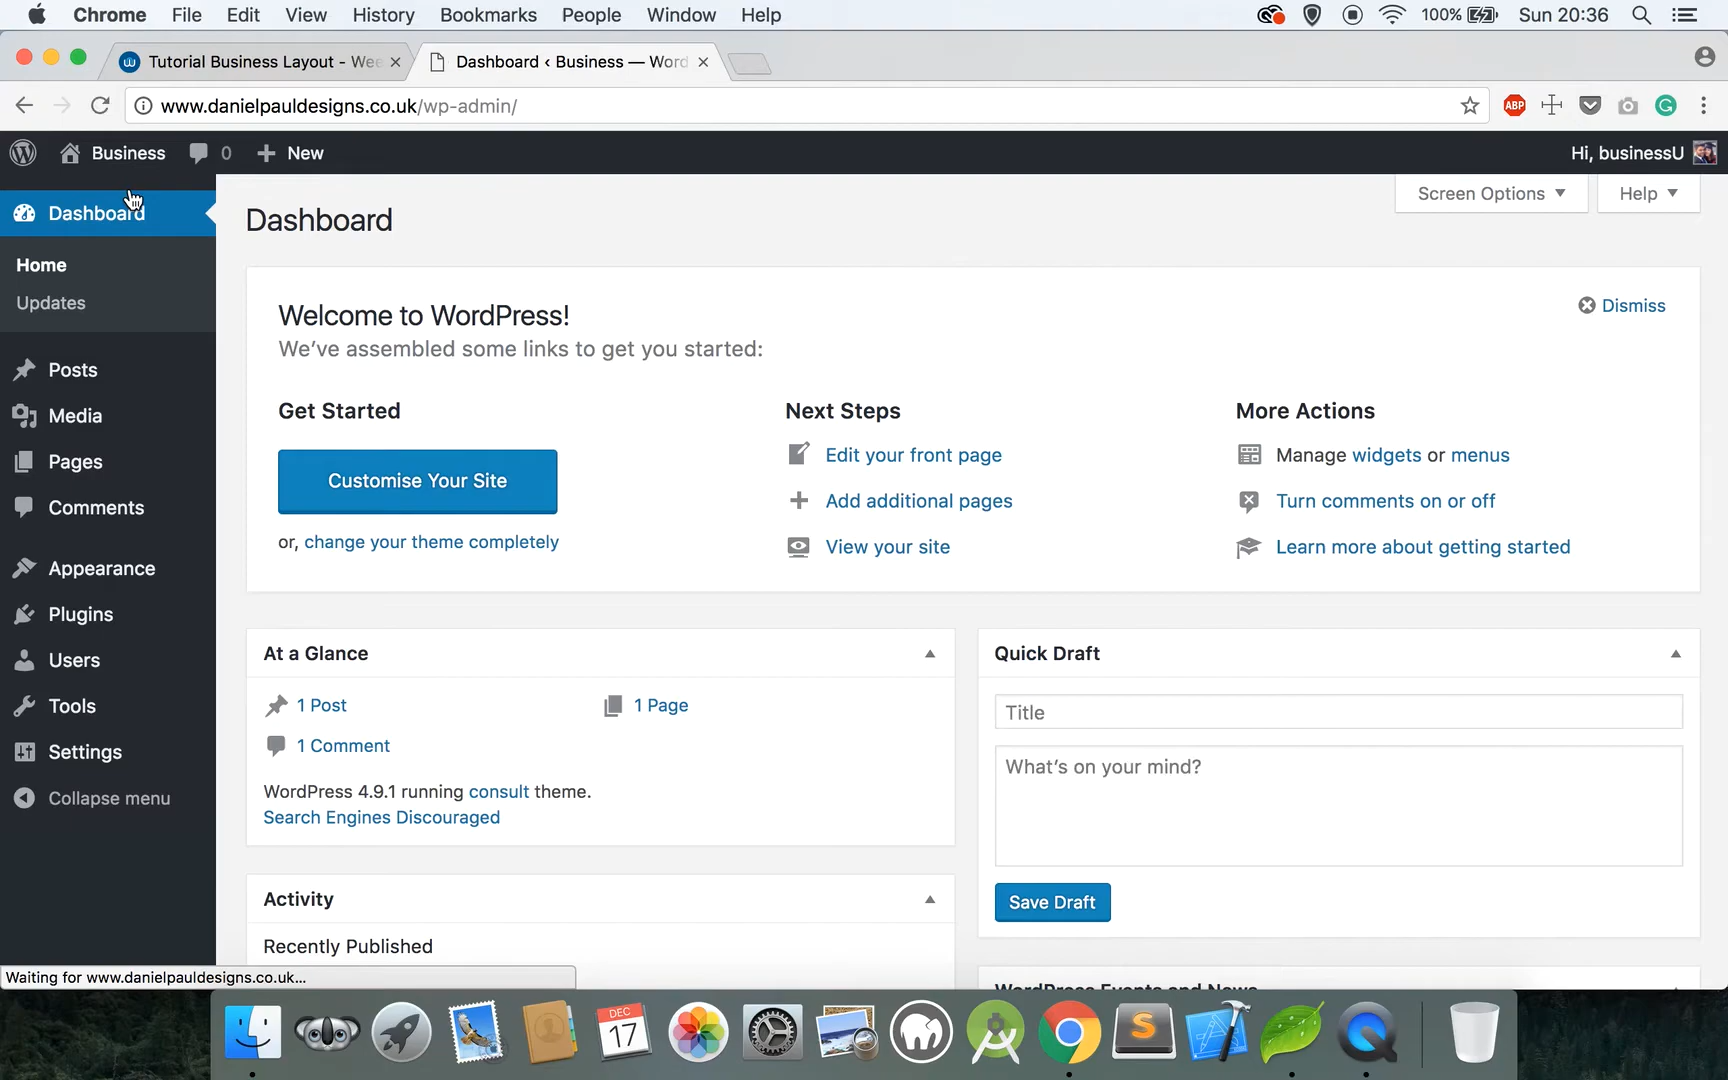 Chrome File Edit View History Bookmarks People Window Help 100% Sun 20:36
Tutorial Business Layout - Wee Dashboard ‹ Business — Word
www.danielpauldesigns.co.uk/wp-admin/ ABP
Business 0 New Hi, businessU
Screen Options Help
Dashboard
Home
Updates
Posts
Media
Pages
Comments
Appearance
Plugins
Users
Tools
Settings
Collapse menu
Dashboard
Welcome to WordPress!
Dismiss
We've assembled some links to get you started:
Get Started
Customise Your Site
or, change your theme completely
Next Steps
Edit your front page
Add additional pages
View your site
More Actions
Manage widgets or menus
Turn comments on or off
Learn more about getting started
At a Glance
1 Post 1 Page
1 Comment
WordPress 4.9.1 running consult theme.
Search Engines Discouraged
Activity
Recently Published
Quick Draft
Title
What's on your mind?
Save Draft
WordPress Events and News
Waiting for www.danielpauldesigns.co.uk...
DEC
17
S